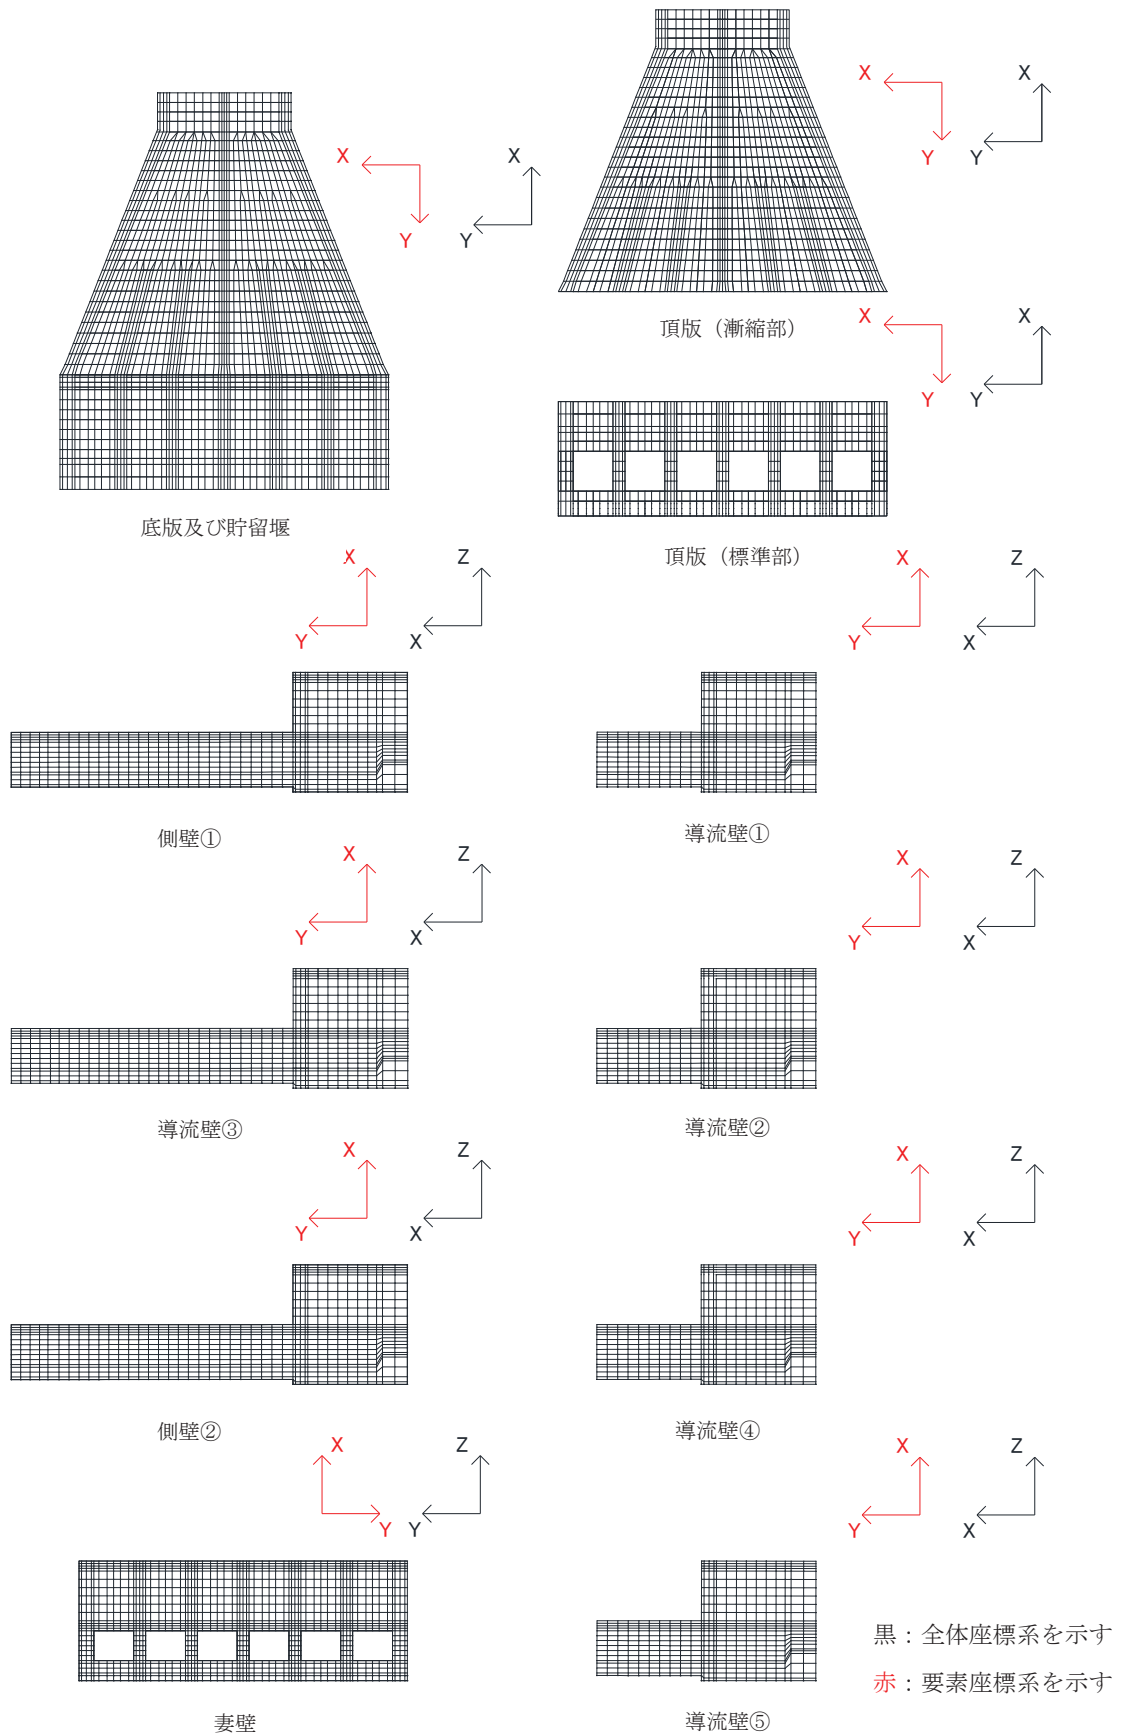 X
Y
X
Y
底版及び貯留堰
X
Y
X
Y
頂版（漸縮部）
X
Y
X
Y
頂版（標準部）
X
Y
Z
X
側壁①
X
Y
Z
X
導流壁①
X
Y
Z
X
導流壁③
X
Y
Z
X
導流壁②
X
Y
Z
X
側壁②
X
Y
Z
X
導流壁④
X
Y
Z
Y
妻壁
X
Y
Z
X
導流壁⑤
黒：全体座標系を示す
赤：要素座標系を示す